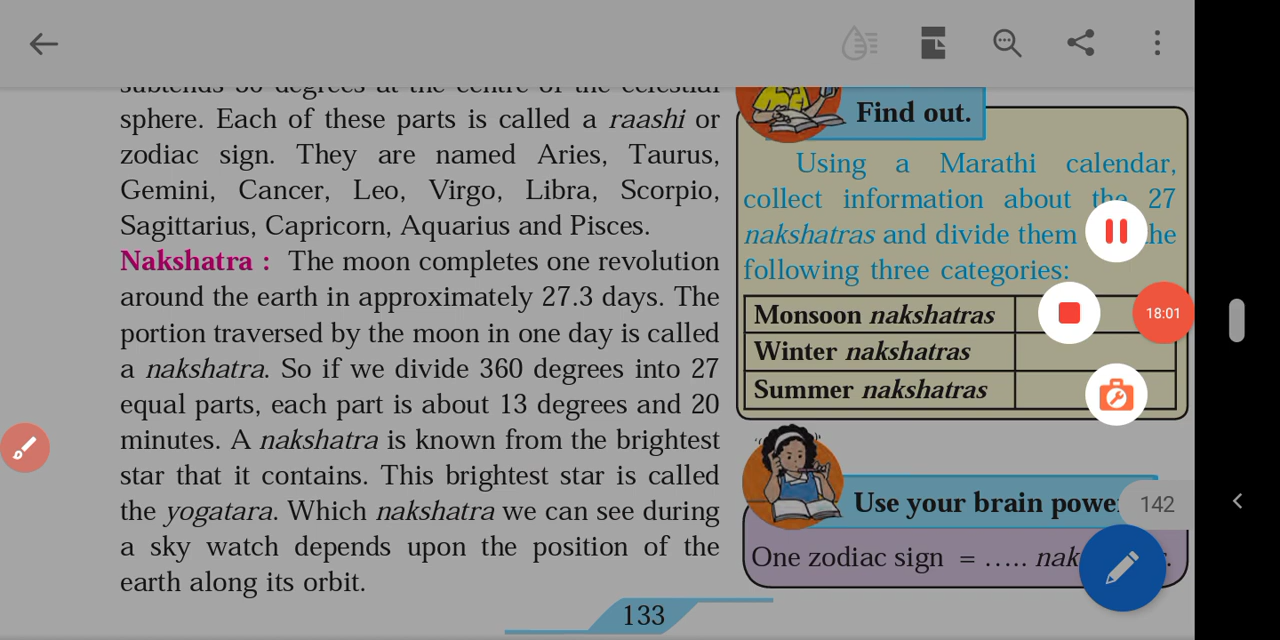 sphere. Each of these parts is called a raashi or
zodiac sign. They are named Aries, Taurus,
Gemini, Cancer, Leo, Virgo, Libra, Scorpio,
Sagittarius, Capricorn, Aquarius and Pisces.
Nakshatra : The moon completes one revolution
around the earth in approximately 27.3 days. The
portion traversed by the moon in one day is called
a nakshatra. So if we divide 360 degrees into 27
equal parts, each part is about 13 degrees and 20
minutes. A nakshatra is known from the brightest
star that it contains. This brightest star is called
the yogatara. Which nakshatra we can see during
a sky watch depends upon the position of the
earth along its orbit.
133
Find out.
Using a Marathi calendar,
collect information about the 27
nakshatras and divide them he
following three categories:
Monsoon nakshatras
Winter nakshatras
Summer nakshatras
18:01
Use your brain powe
142
One zodiac sign = ..... nak